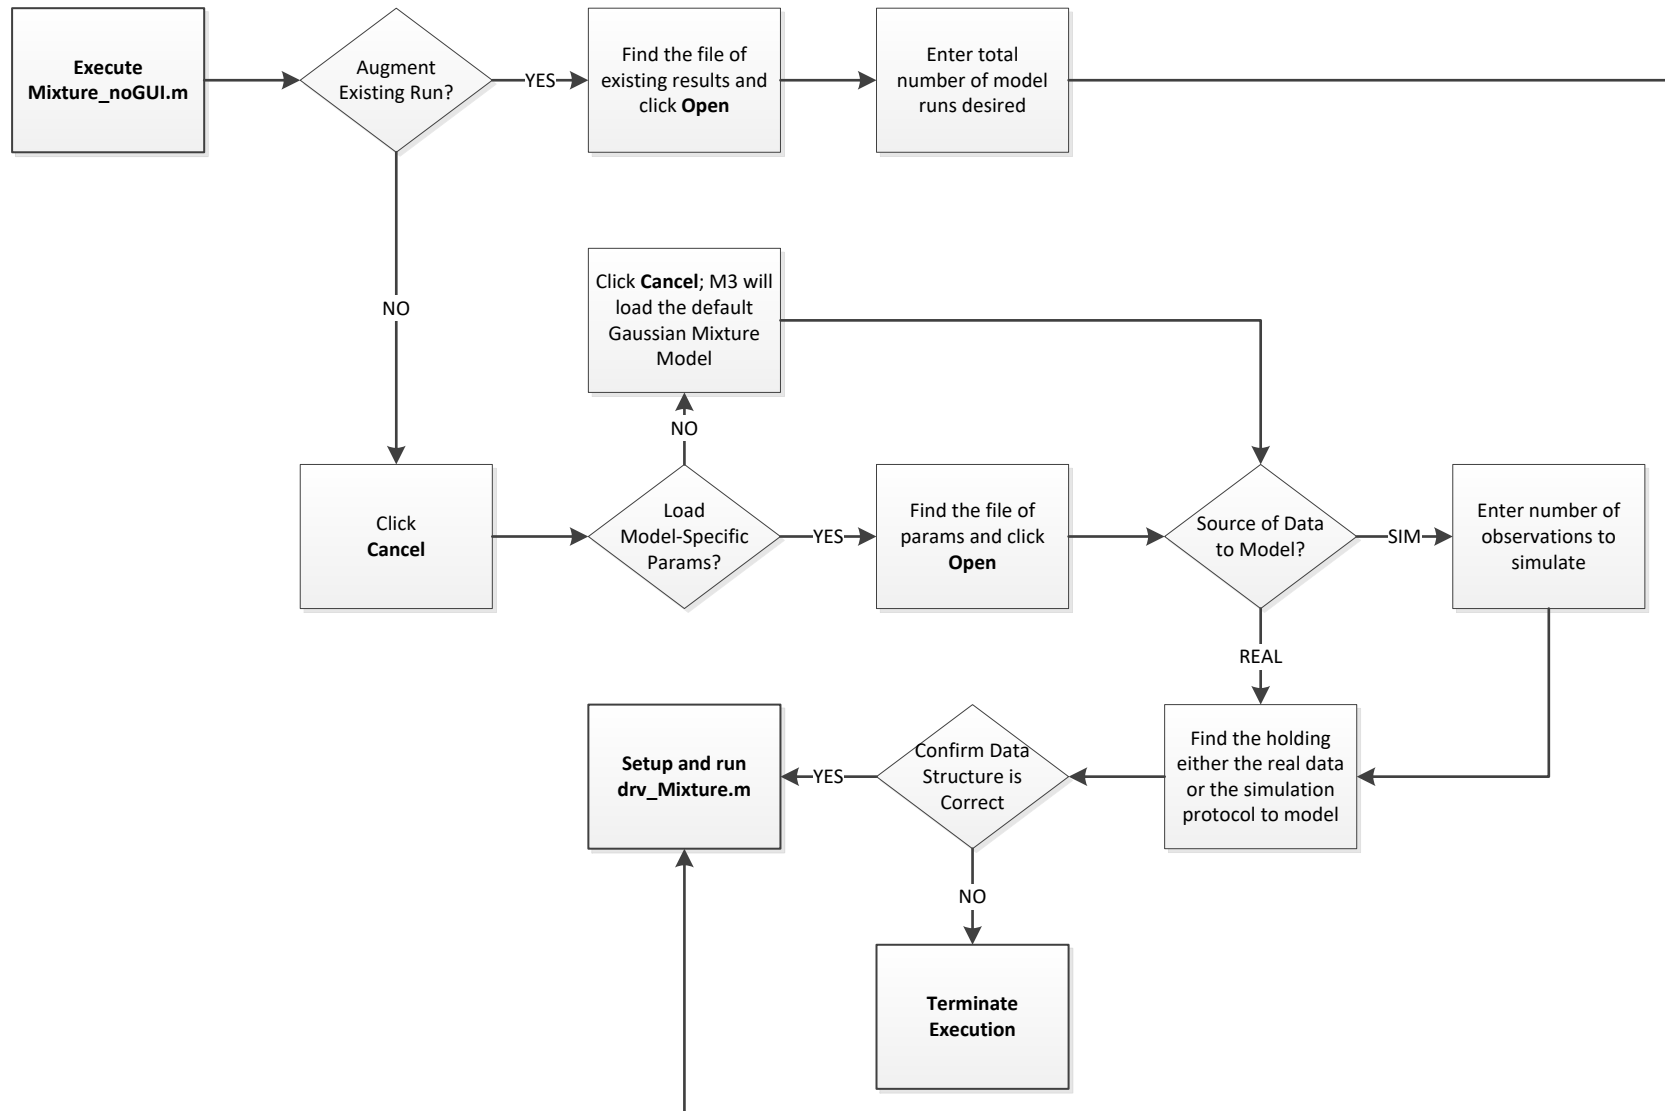 Execute
Mixture_noGUI.m
Augment
Existing Run?
YES
Find the file of
existing results and
click Open
Enter total
number of model
runs desired
NO
Click Cancel; M3 will
load the default
Gaussian Mixture
Model
NO
Click
Cancel
Load
Model-Specific
Params?
YES
Find the file of
params and click
Open
Source of Data
to Model?
SIM
Enter number of
observations to
simulate
REAL
Setup and run
drv_Mixture.m
YES
Confirm Data
Structure is
Correct
Find the holding
either the real data
or the simulation
protocol to model
NO
Terminate
Execution